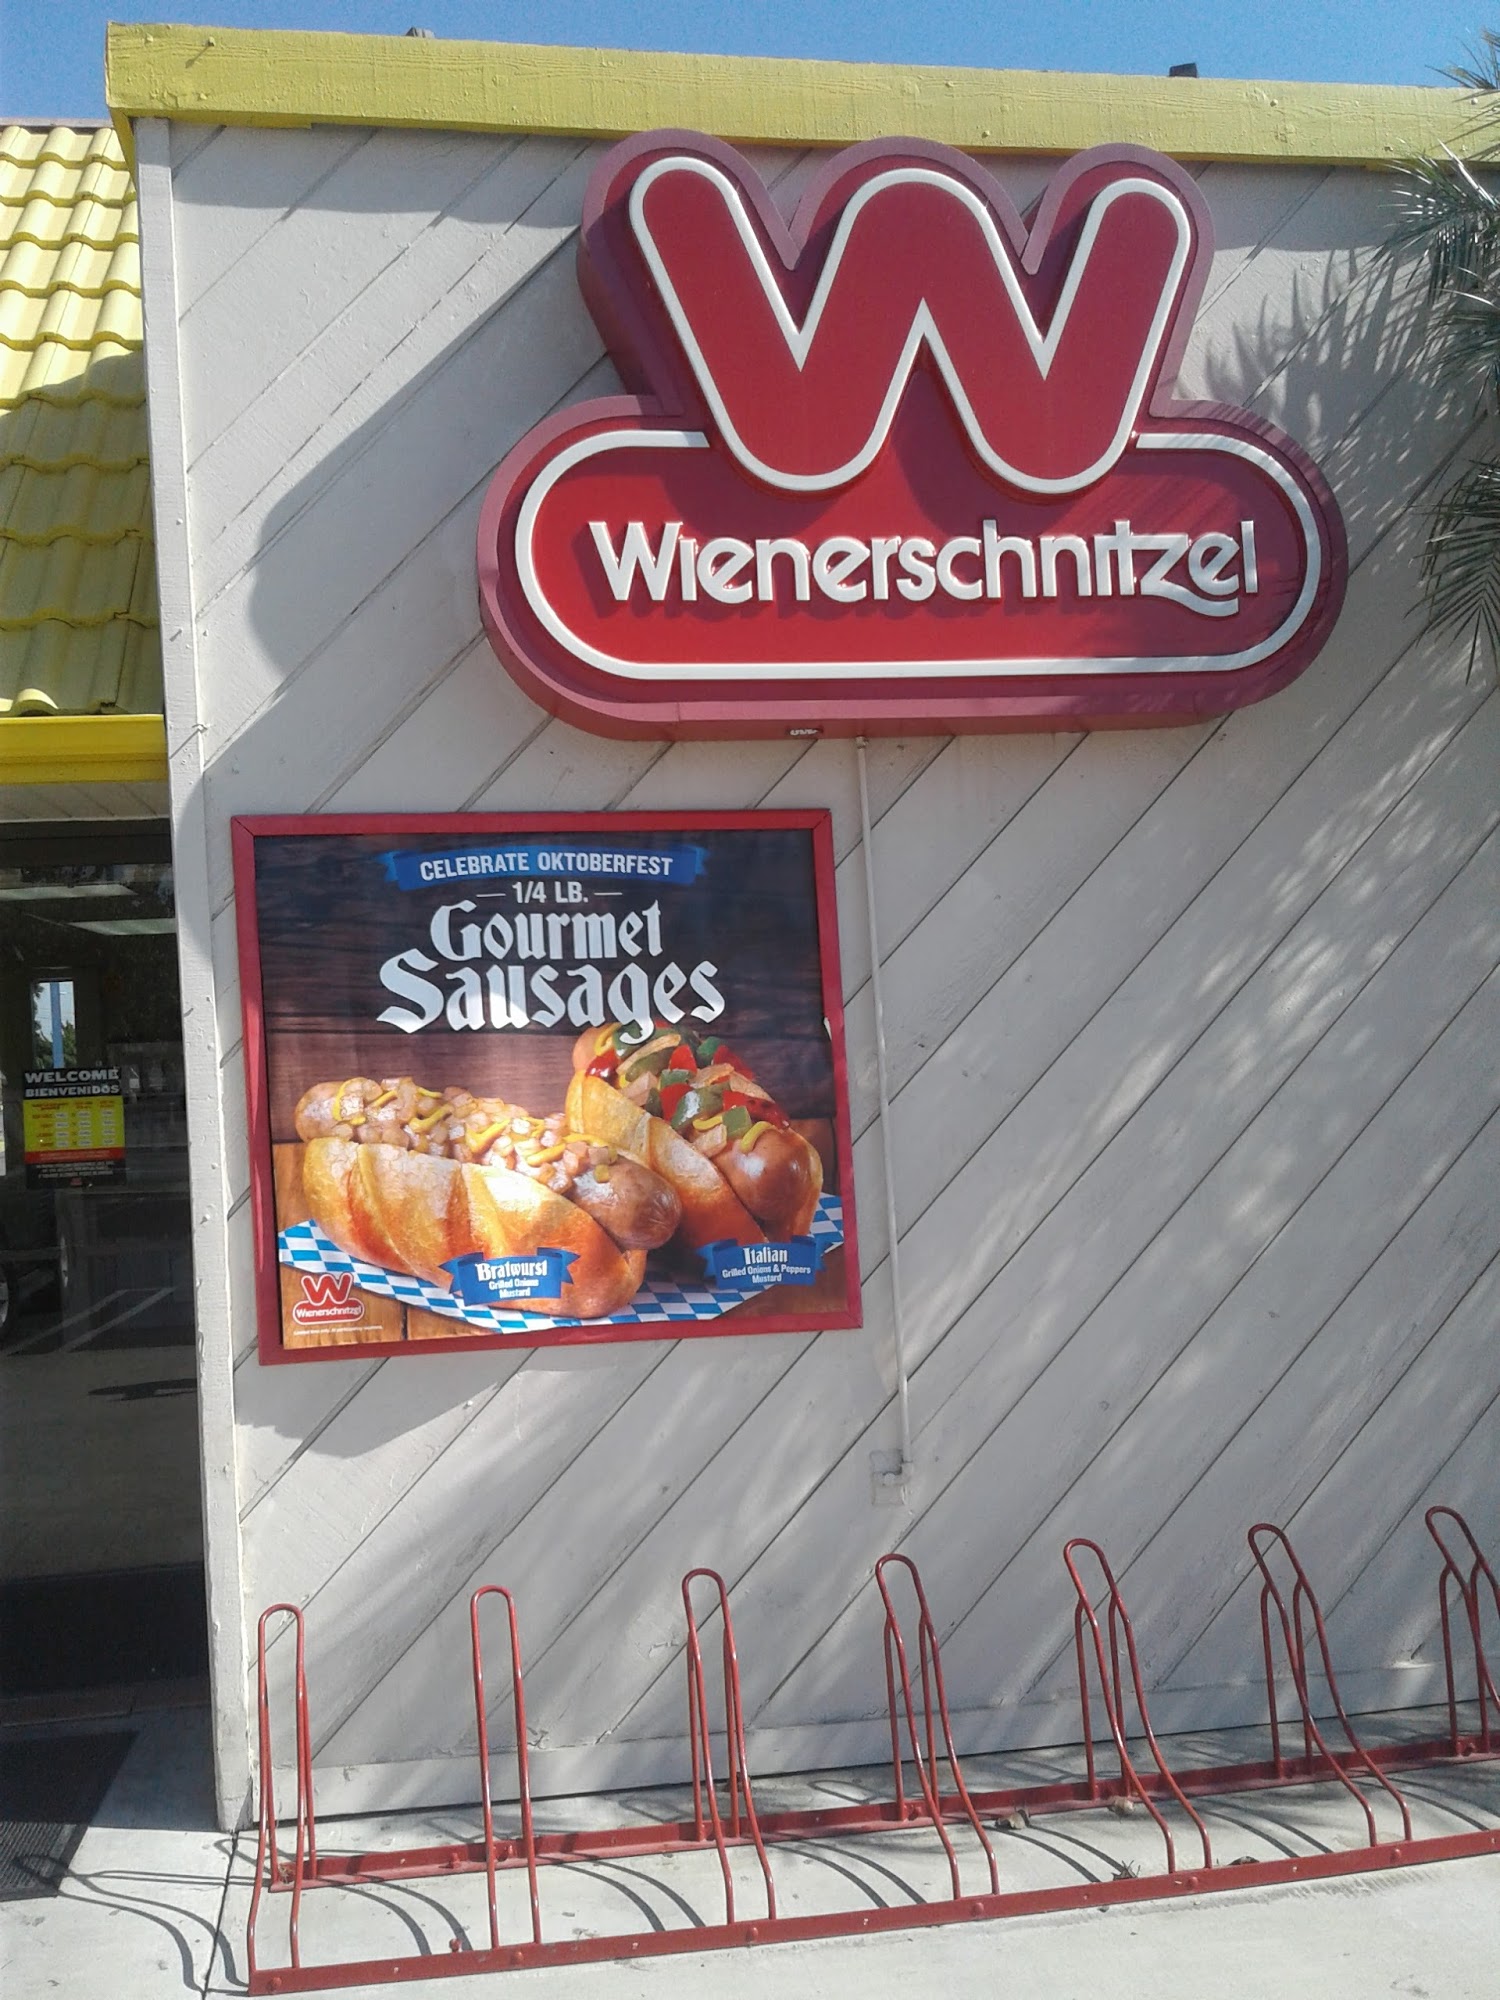 W
Wienerschnitzel
CELEBRATE OKTOBERFEST
1/4 LB.
Gourmet
Sausages
Bratwurst
Grilled Onions
Mustard
Italian
Grilled Onions & Peppers
Mustard
W
Wienerschnitzel
WELCOME
BIENVENIDOS